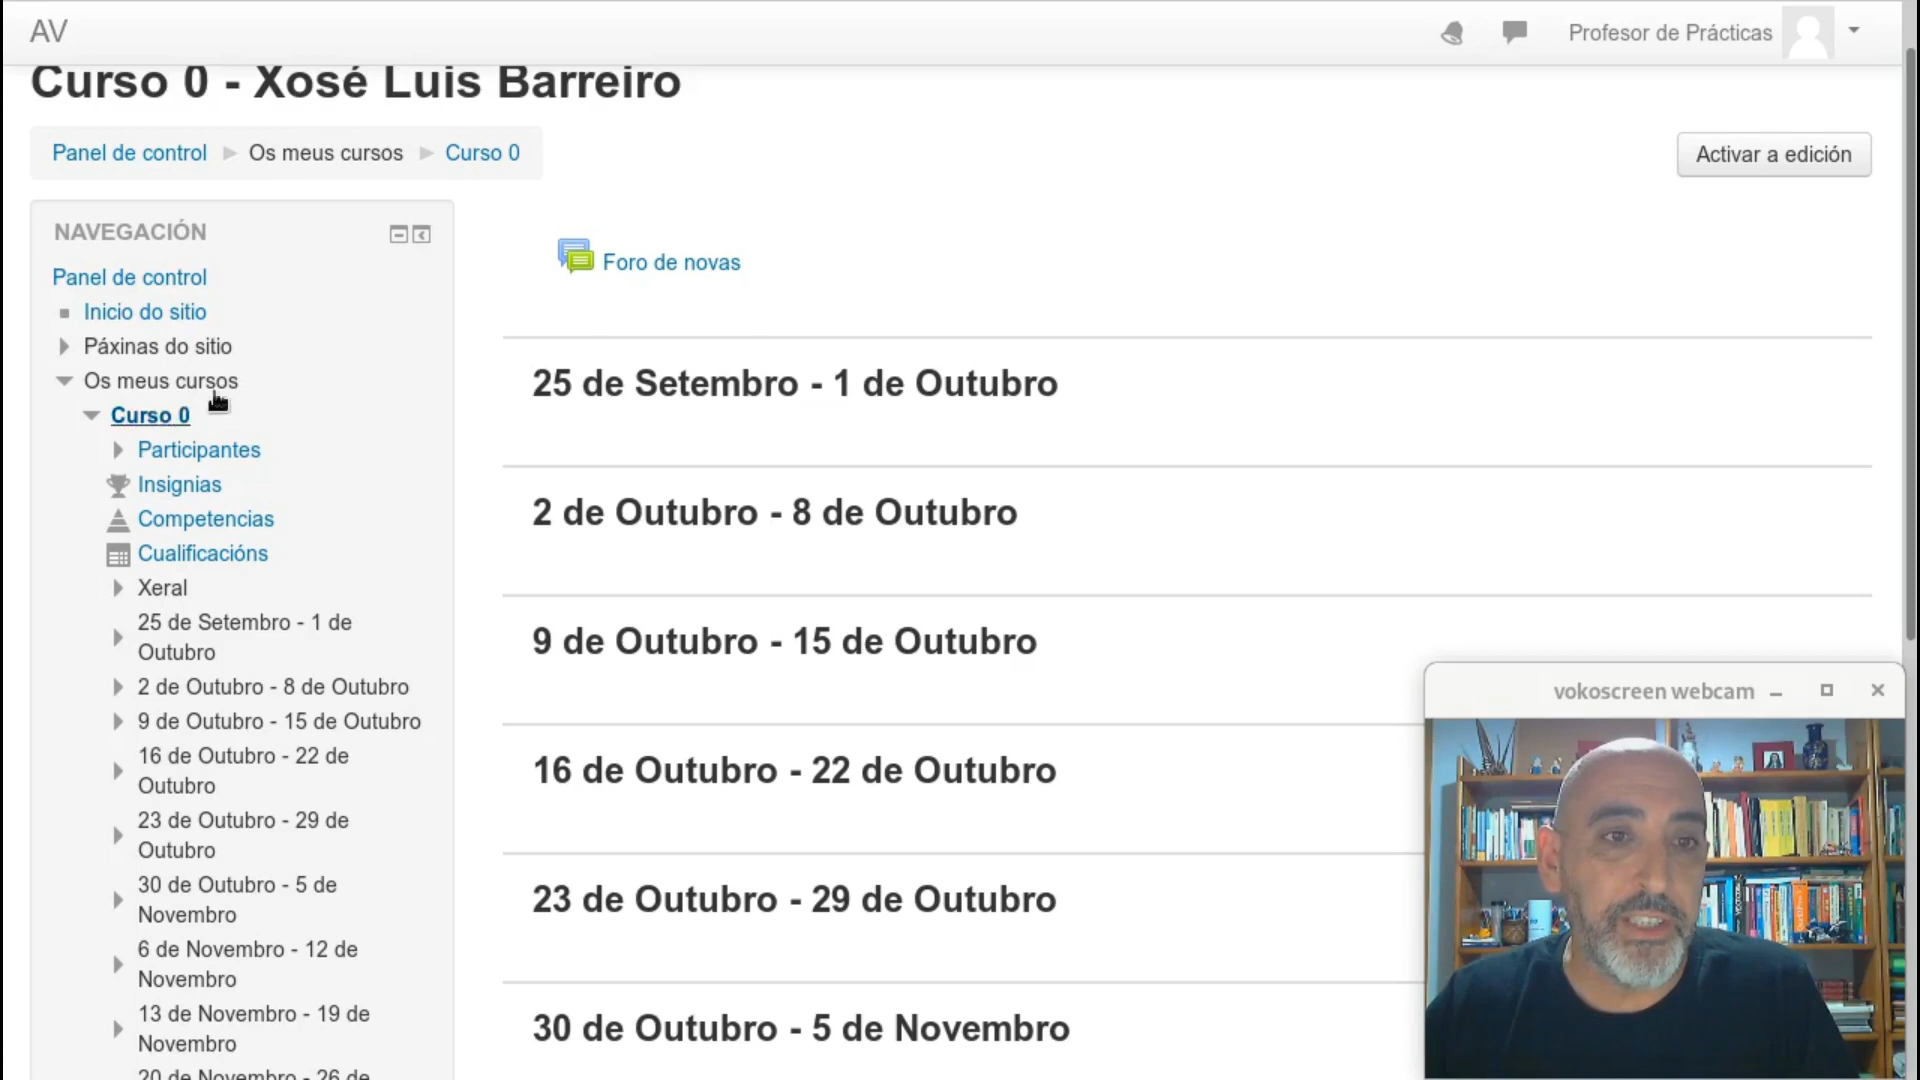 AV
Profesor de Prácticas
Curso 0 - Xosé Luis Barreiro
Panel de control
Os meus cursos
Curso 0
Activar a edición
NAVEGACIÓN
Panel de control
Inicio do sitio
Páxinas do sitio
Os meus cursos
Curso 0
Participantes
Insignias
Competencias
Cualificacións
Xeral
25 de Setembro - 1 de
Outubro
2 de Outubro - 8 de Outubro
9 de Outubro - 15 de Outubro
16 de Outubro - 22 de
Outubro
23 de Outubro - 29 de
Outubro
30 de Outubro - 5 de
Novembro
6 de Novembro - 12 de
Novembro
13 de Novembro - 19 de
Novembro
20 de Novembro - 26 de
Foro de novas
25 de Setembro - 1 de Outubro
2 de Outubro - 8 de Outubro
9 de Outubro - 15 de Outubro
16 de Outubro - 22 de Outubro
23 de Outubro - 29 de Outubro
30 de Outubro - 5 de Novembro
vokoscreen webcam